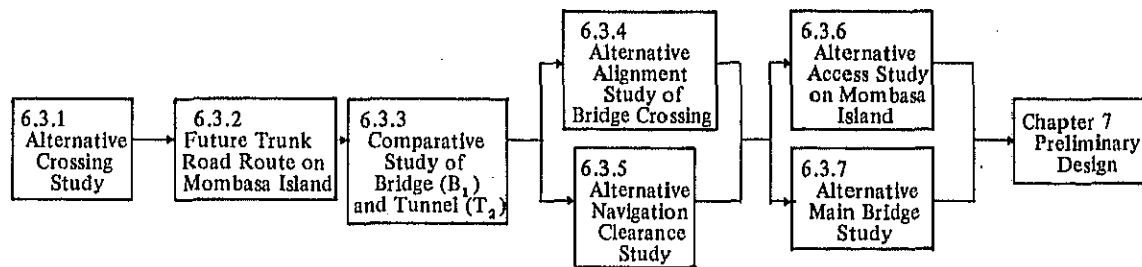 6.3.1
Alternative
Crossing
Study
6.3.2
Future Trunk
Road Route on
Mombasa Island
6.3.3
Comparative
Study of
Bridge (B₁)
and Tunnel (T₂)
6.3.4
Alternative
Alignment
Study of
Bridge Crossing
6.3.5
Alternative
Navigation
Clearance
Study
6.3.6
Alternative
Access Study
on Mombasa
Island
6.3.7
Alternative
Main Bridge
Study
Chapter 7
Preliminary
Design